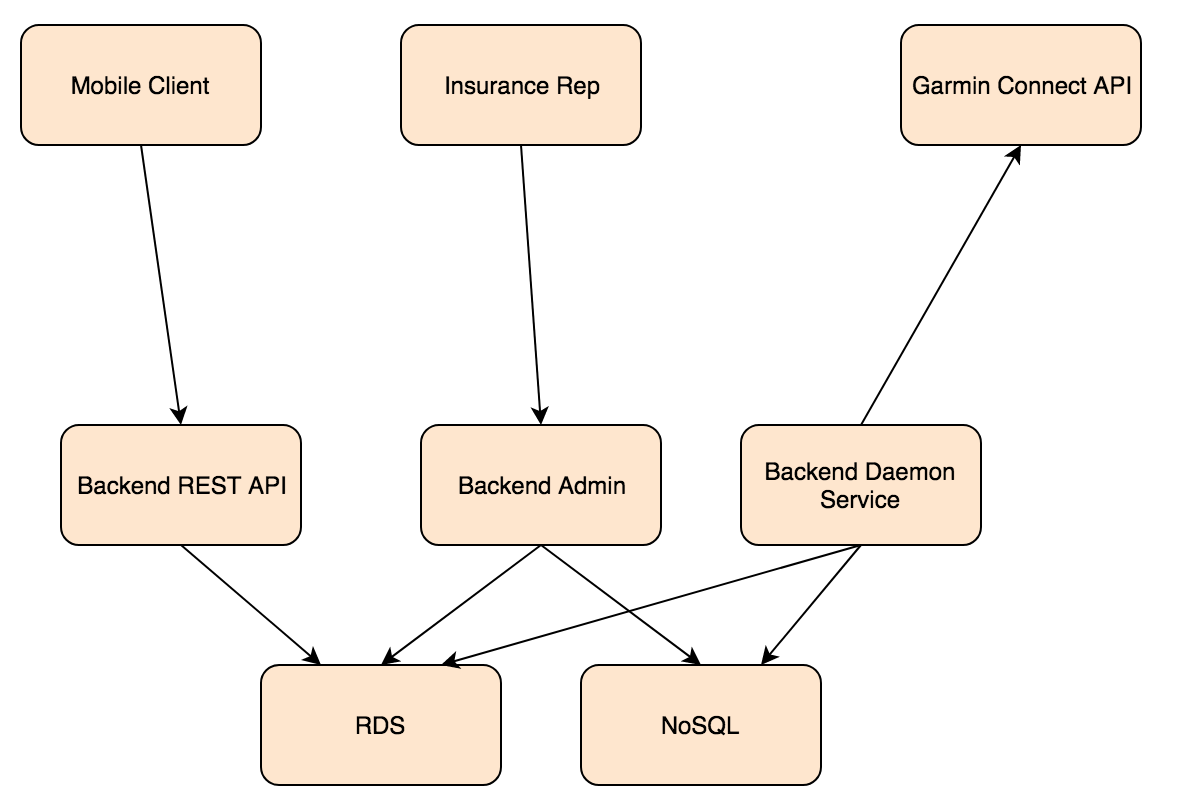 Mobile Client
Insurance Rep
Garmin Connect API
Backend REST API
Backend Admin
Backend Daemon
Service
RDS
NoSQL